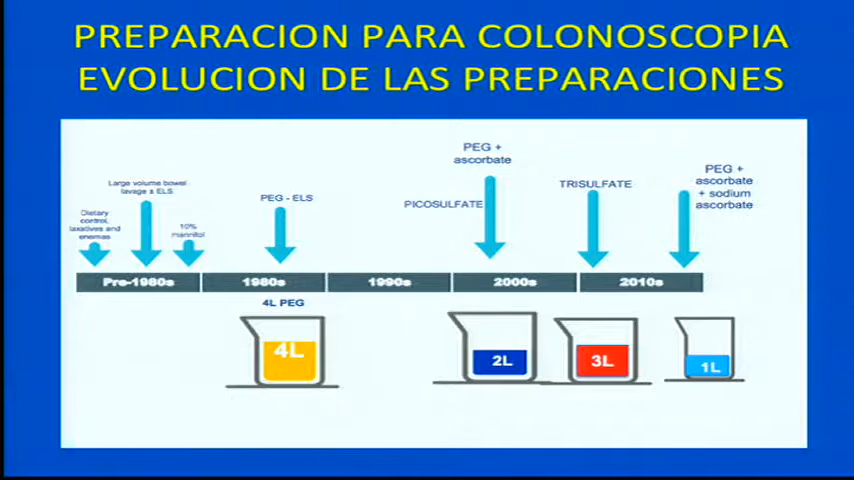 PREPARACION PARA COLONOSCOPIA
EVOLUCION DE LAS PREPARACIONES
Dietary
control,
laxatives and
enemas
Large volume bowel
lavage ± ELS
10%
mannitol
PEG - ELS
PICOSULFATE
PEG +
ascorbate
TRISULFATE
PEG +
ascorbate
+ sodium
ascorbate
Pre-1980s
1980s
1990s
2000s
2010s
4L PEG
4L
2L
3L
1L